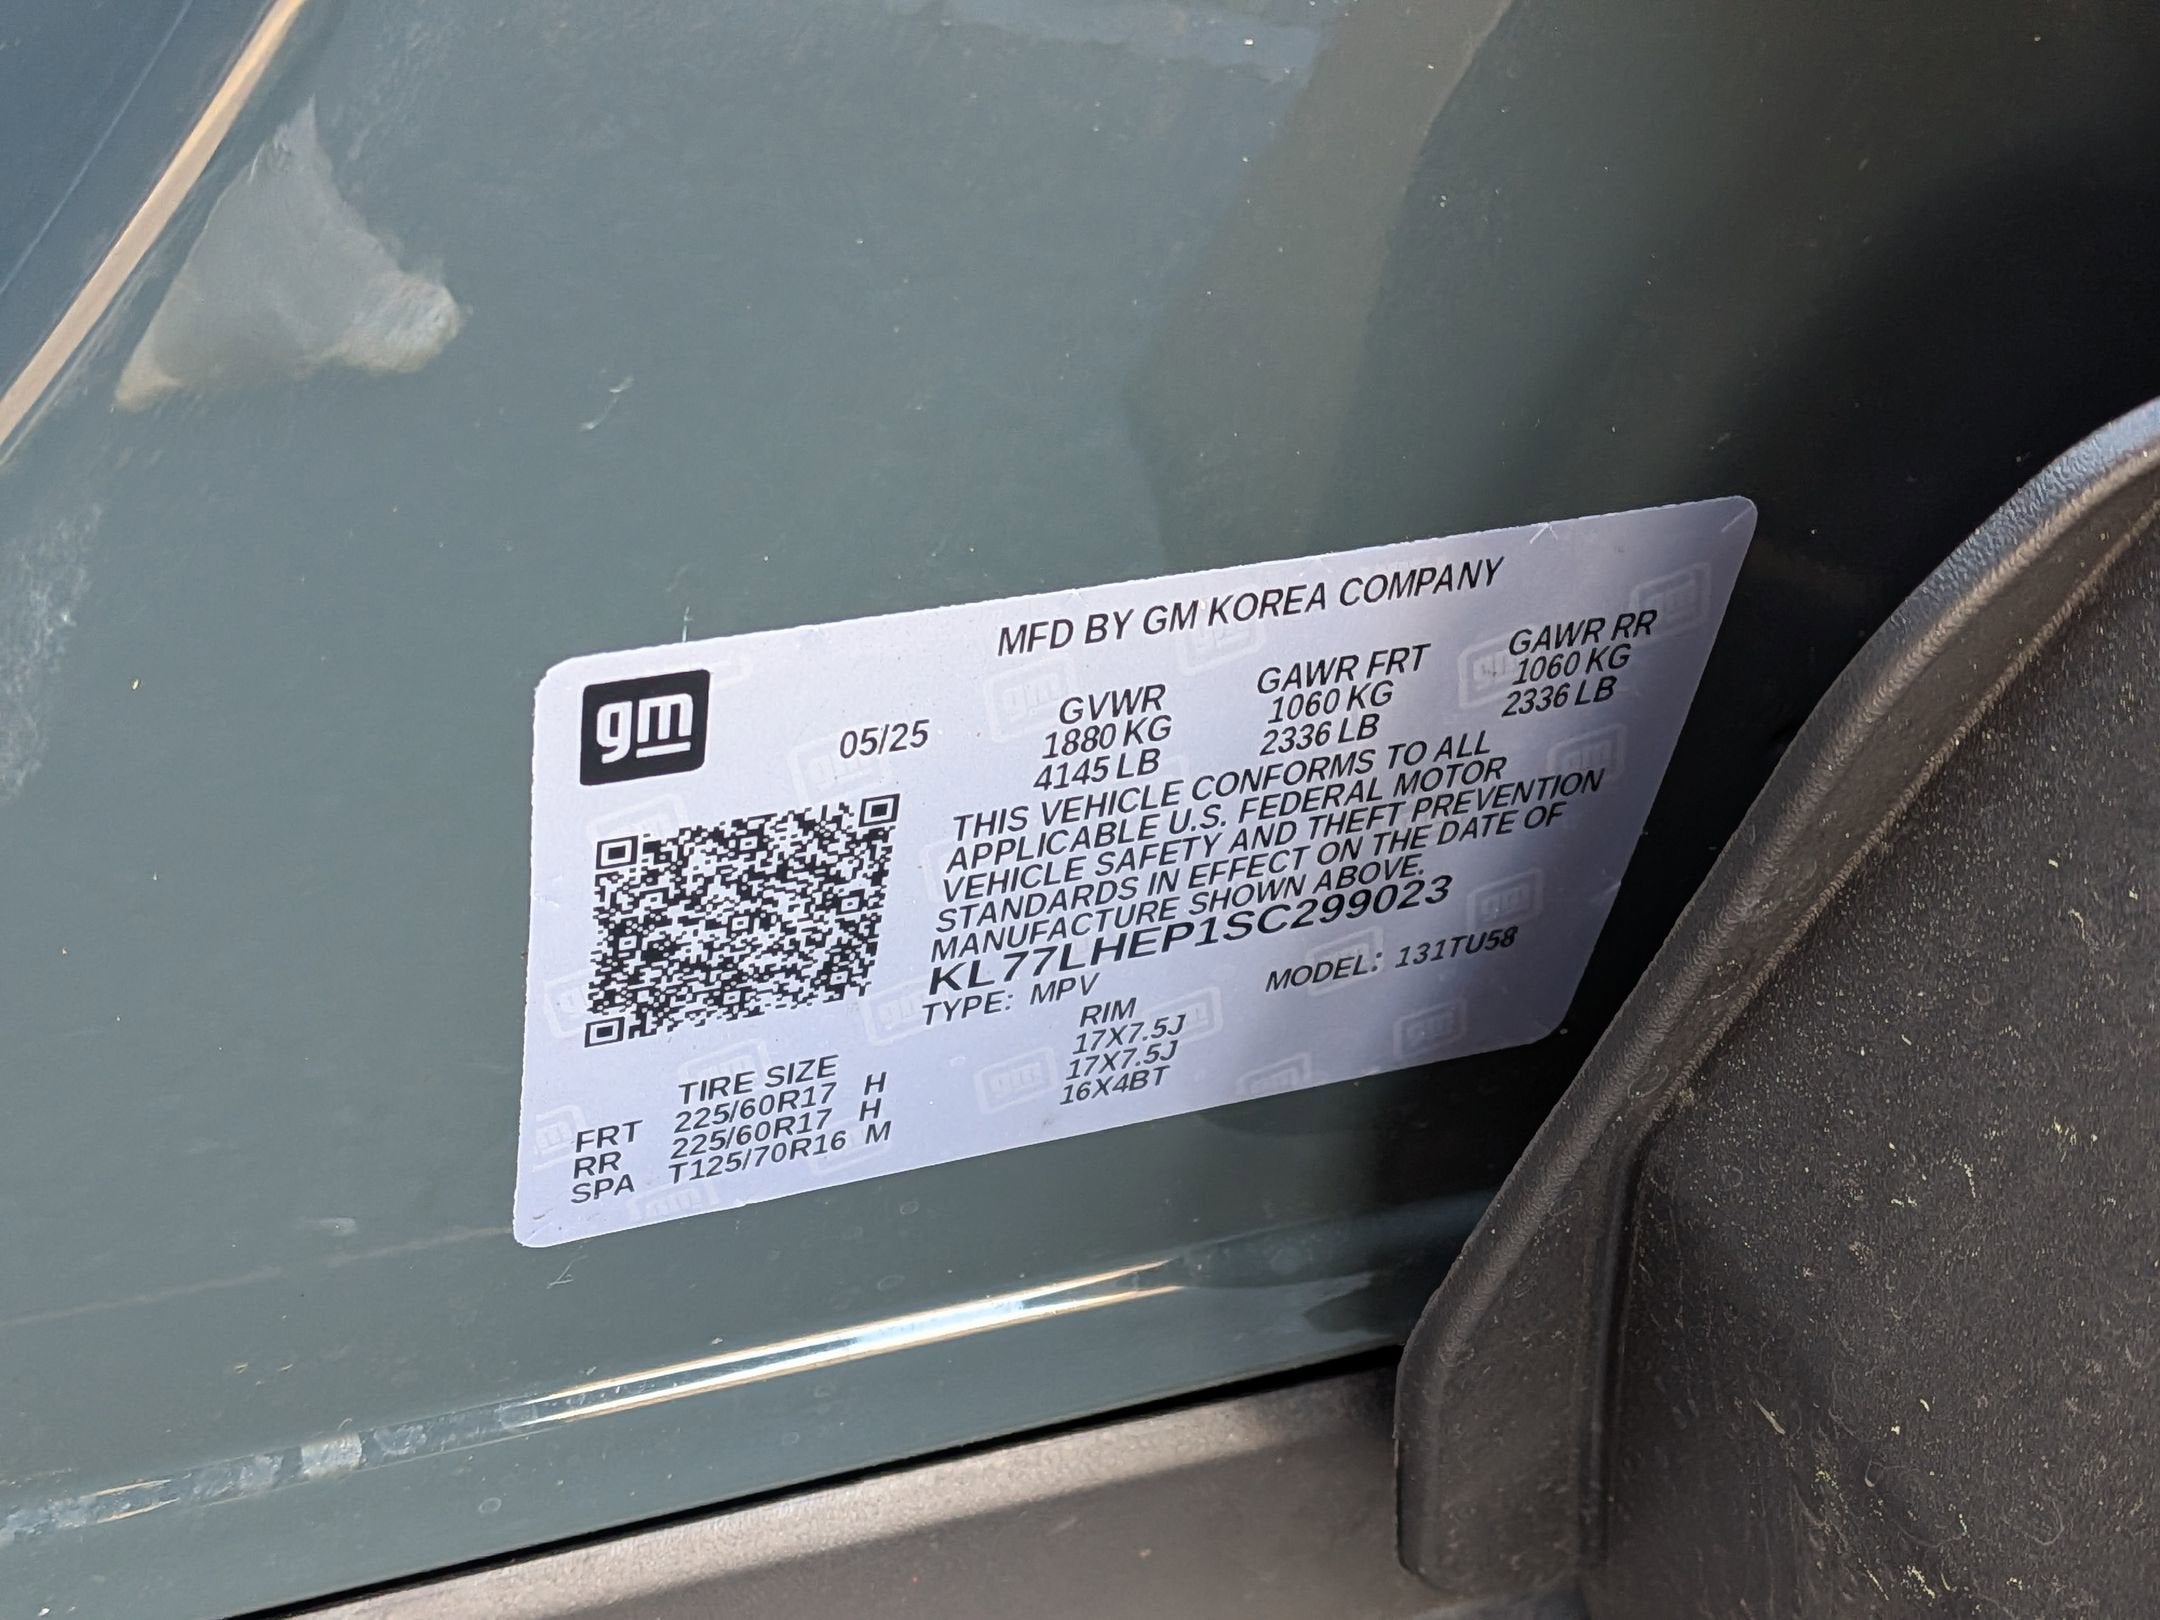 MFD BY GM KOREA COMPANY
gm
05/25
GVWR GAWR FRT GAWR RR
1880 KG 1060 KG 1060 KG
4145 LB 2336 LB 2336 LB
THIS VEHICLE CONFORMS TO ALL
APPLICABLE U.S. FEDERAL MOTOR
VEHICLE SAFETY AND THEFT PREVENTION
STANDARDS IN EFFECT ON THE DATE OF
MANUFACTURE SHOWN ABOVE.
KL77LHEP1SC299023
TYPE: MPV MODEL: 131TU58
TIRE SIZE RIM
FRT 225/60R17 H 17X7.5J
RR 225/60R17 H 17X7.5J
SPA T125/70R16 M 16X4BT